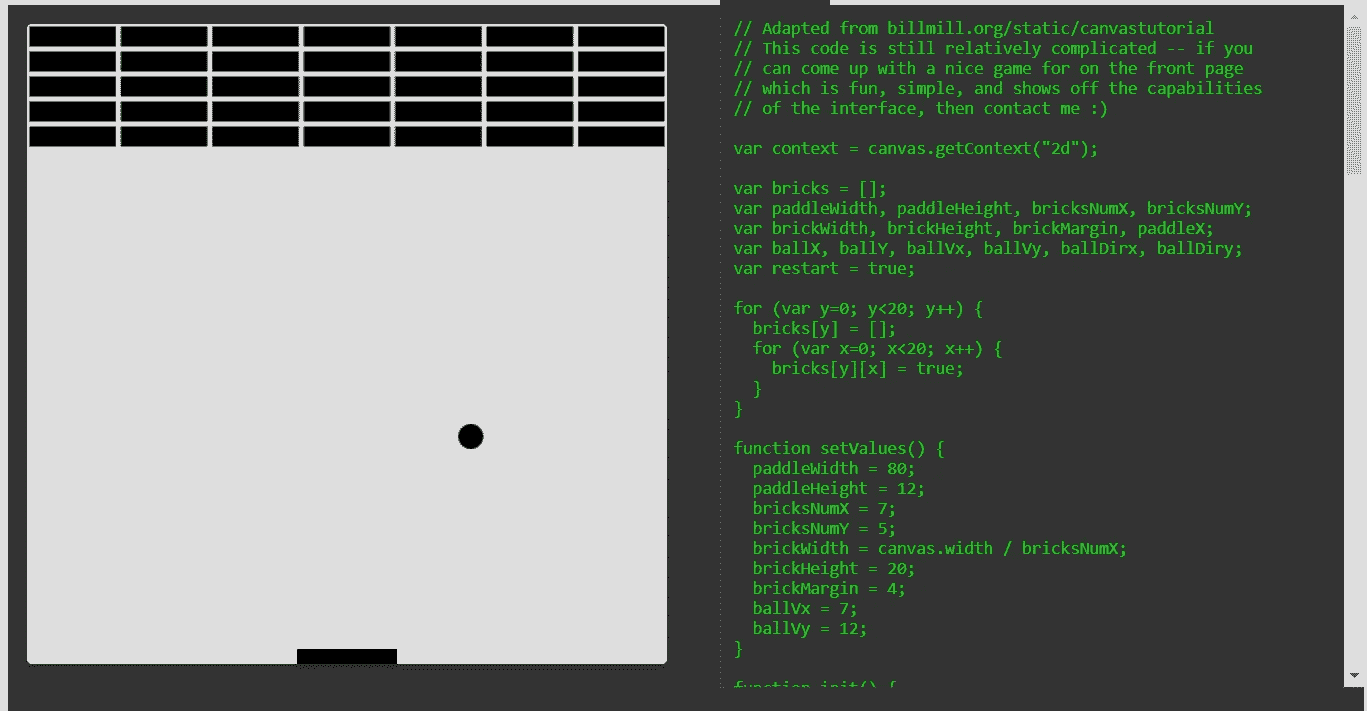 // Adapted from billmill.org/static/canvastutorial
// This code is still relatively complicated -- if you
// can come up with a nice game for on the front page
// which is fun, simple, and shows off the capabilities
// of the interface, then contact me :)
var context = canvas.getContext("2d");
var bricks = [];
var paddleWidth, paddleHeight, bricksNumX, bricksNumY;
var brickWidth, brickHeight, brickMargin, paddleX;
var ballX, ballY, ballVx, ballVy, ballDirx, ballDiry;
var restart = true;
for (var y=0; y<20; y++) {
  bricks[y] = [];
  for (var x=0; x<20; x++) {
    bricks[y][x] = true;
  }
}
function setValues() {
  paddleWidth = 80;
  paddleHeight = 12;
  bricksNumX = 7;
  bricksNumY = 5;
  brickWidth = canvas.width / bricksNumX;
  brickHeight = 20;
  brickMargin = 4;
  ballVx = 7;
  ballVy = 12;
}
function init() {